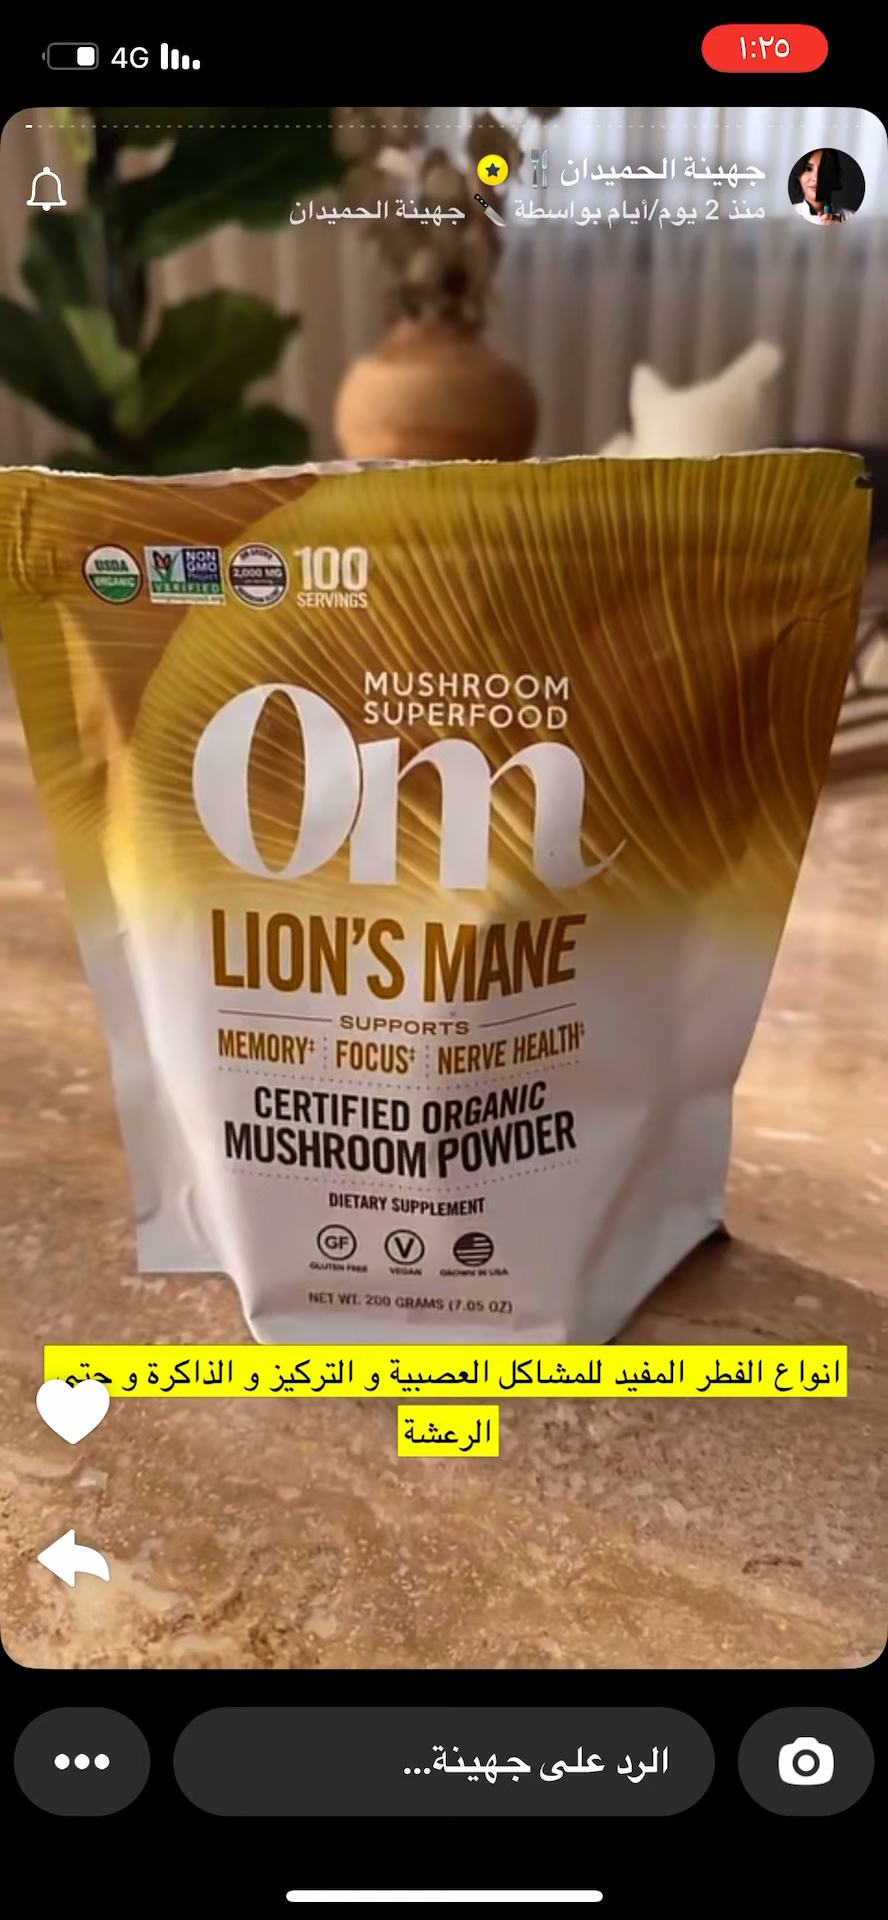 4G
١:٢٥
جهينة الحميدان
منذ 2 يوم/أيام بواسطة 🔪 جهينة الحميدان
USDA
ORGANIC
NON
GMO
VERIFIED
2,000 MG
100
SERVINGS
MUSHROOM
SUPERFOOD
Om
LION'S MANE
SUPPORTS
MEMORY‡ FOCUS‡ NERVE HEALTH‡
CERTIFIED ORGANIC
MUSHROOM POWDER
DIETARY SUPPLEMENT
GF
V
GLUTEN FREE
VEGAN
GROWN IN USA
NET WT. 200 GRAMS (7.05 OZ)
انواع الفطر المفيد للمشاكل العصبية و التركيز و الذاكرة و حتى
الرعشة
الرد على جهينة...